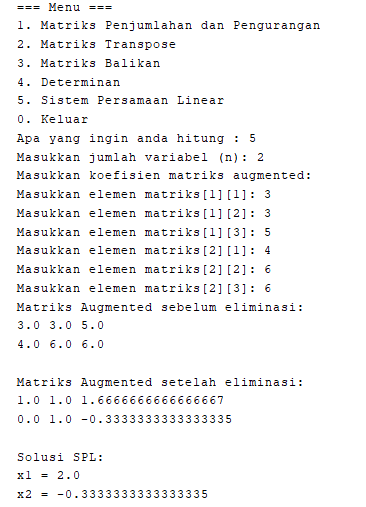 === Menu ===
1. Matriks Penjumlahan dan Pengurangan
2. Matriks Transpose
3. Matriks Balikan
4. Determinan
5. Sistem Persamaan Linear
0. Keluar
Apa yang ingin anda hitung : 5
Masukkan jumlah variabel (n): 2
Masukkan koefisien matriks augmented:
Masukkan elemen matriks[1][1]: 3
Masukkan elemen matriks[1][2]: 3
Masukkan elemen matriks[1][3]: 5
Masukkan elemen matriks[2][1]: 4
Masukkan elemen matriks[2][2]: 6
Masukkan elemen matriks[2][3]: 6
Matriks Augmented sebelum eliminasi:
3.0 3.0 5.0
4.0 6.0 6.0
Matriks Augmented setelah eliminasi:
1.0 1.0 1.6666666666666667
0.0 1.0 -0.3333333333333335
Solusi SPL:
x1 = 2.0
x2 = -0.3333333333333335